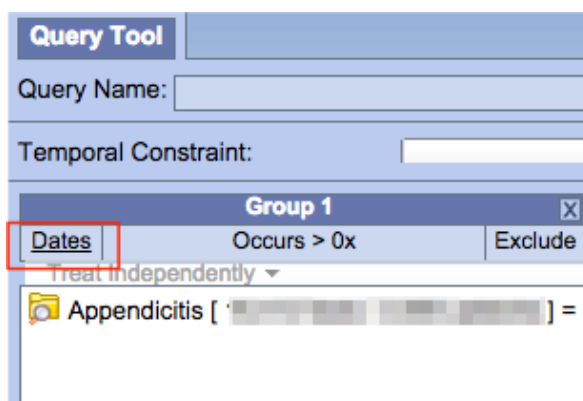 Query Tool
Query Name:
Temporal Constraint:
Group 1 X
Dates Occurs > 0x Exclude
Treat Independently
Appendicitis [ ] =